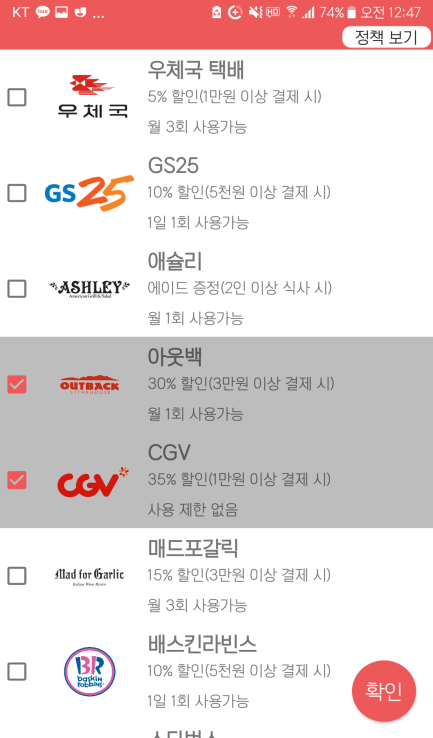 KT TALK ... HD 74% 오전 12:47
정책 보기
우체국 택배
우체국
5% 할인(1만원 이상 결제 시)
월 3회 사용가능
GS25
GS25
10% 할인(5천원 이상 결제 시)
1일 1회 사용가능
애슐리
ASHLEY
American Grill & Salad
에이드 증정(2인 이상 식사 시)
월 1회 사용가능
아웃백
OUTBACK
STEAKHOUSE
30% 할인(3만원 이상 결제 시)
월 1회 사용가능
CGV
CGV
35% 할인(1만원 이상 결제 시)
사용 제한 없음
매드포갈릭
Mad for Garlic
15% 할인(3만원 이상 결제 시)
월 3회 사용가능
배스킨라빈스
BR
baskin
robbins
10% 할인(5천원 이상 결제 시)
1일 1회 사용가능
확인